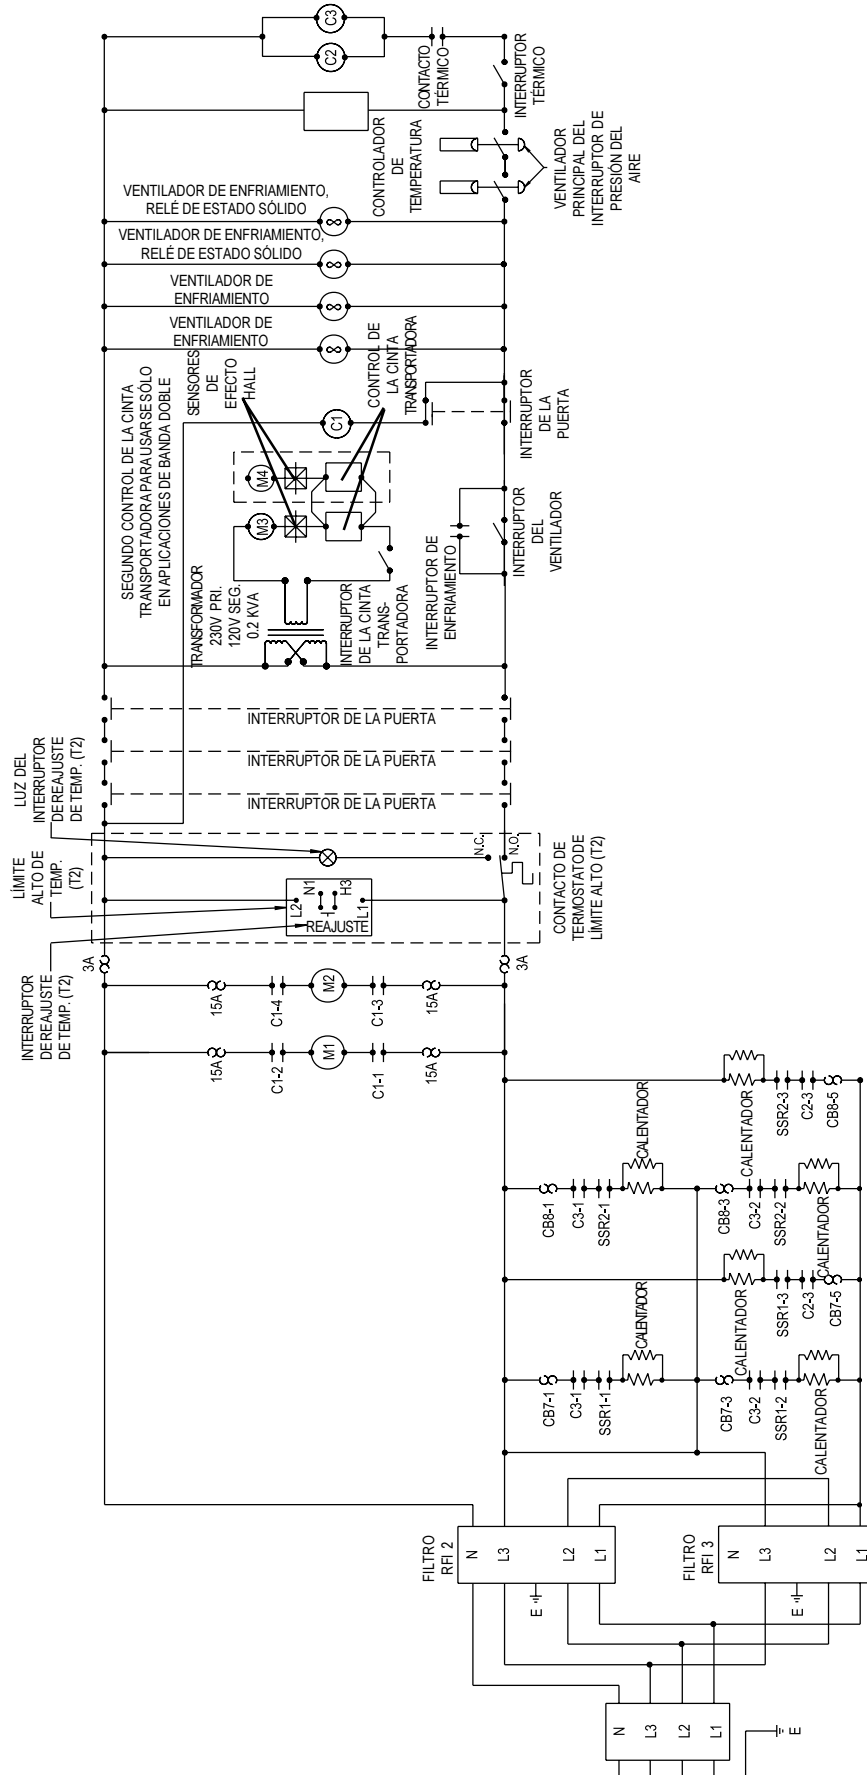 C3
C2
CONTACTO
TÉRMICO
INTERRUPTOR
TÉRMICO
CONTROLADOR
DE
TEMPERATURA
VENTILADOR
PRINCIPAL DEL
INTERRUPTOR DE
PRESIÓN DEL
AIRE
VENTILADOR DE ENFRIAMIENTO,
RELÉ DE ESTADO SÓLIDO
VENTILADOR DE ENFRIAMIENTO,
RELÉ DE ESTADO SÓLIDO
VENTILADOR DE
ENFRIAMIENTO
VENTILADOR DE
ENFRIAMIENTO
SENSORES
DE
EFECTO
HALL
CONTROL DE
LA CINTA
TRANSPORTADORA
C1
INTERRUPTOR
DE LA
PUERTA
SEGUNDO CONTROL DE LA CINTA
TRANSPORTADORA PARA USARSE SÓLO
EN APLICACIONES DE BANDA DOBLE
M4
M3
INTERRUPTOR
DEL
VENTILADOR
INTERRUPTOR DE
ENFRIAMIENTO
TRANSFORMADOR
230V PRI.
120V SEG.
0.2 KVA
INTERRUPTOR
DE LA CINTA
TRANS-
PORTADORA
INTERRUPTOR DE LA PUERTA
INTERRUPTOR DE LA PUERTA
INTERRUPTOR DE LA PUERTA
LUZ DEL
INTERRUPTOR
DE REAJUSTE
DE TEMP. (T2)
LÍMITE
ALTO DE
TEMP.
(T2)
INTERRUPTOR
DE REAJUSTE
DE TEMP. (T2)
N.C.
N.O.
L2
N1
H3
L1
REAJUSTE
CONTACTO DE
TERMOSTATO DE
LÍMITE ALTO (T2)
3A
3A
15A
C1-4
M2
C1-3
15A
15A
C1-2
M1
C1-1
15A
CALENTADOR
SSR2-3
C2-3
CB8-5
CB8-1
C3-1
SSR2-1
CALENTADOR
CB8-3
C3-2
SSR2-2
CALENTADOR
CALENTADOR
SSR1-3
C2-3
CB7-5
CB7-1
C3-1
SSR1-1
CALENTADOR
CB7-3
C3-2
SSR1-2
CALENTADOR
FILTRO
RFI 2
N
L3
L2
L1
E
FILTRO
RFI 3
N
L3
L2
L1
E
N
L3
L2
L1
E